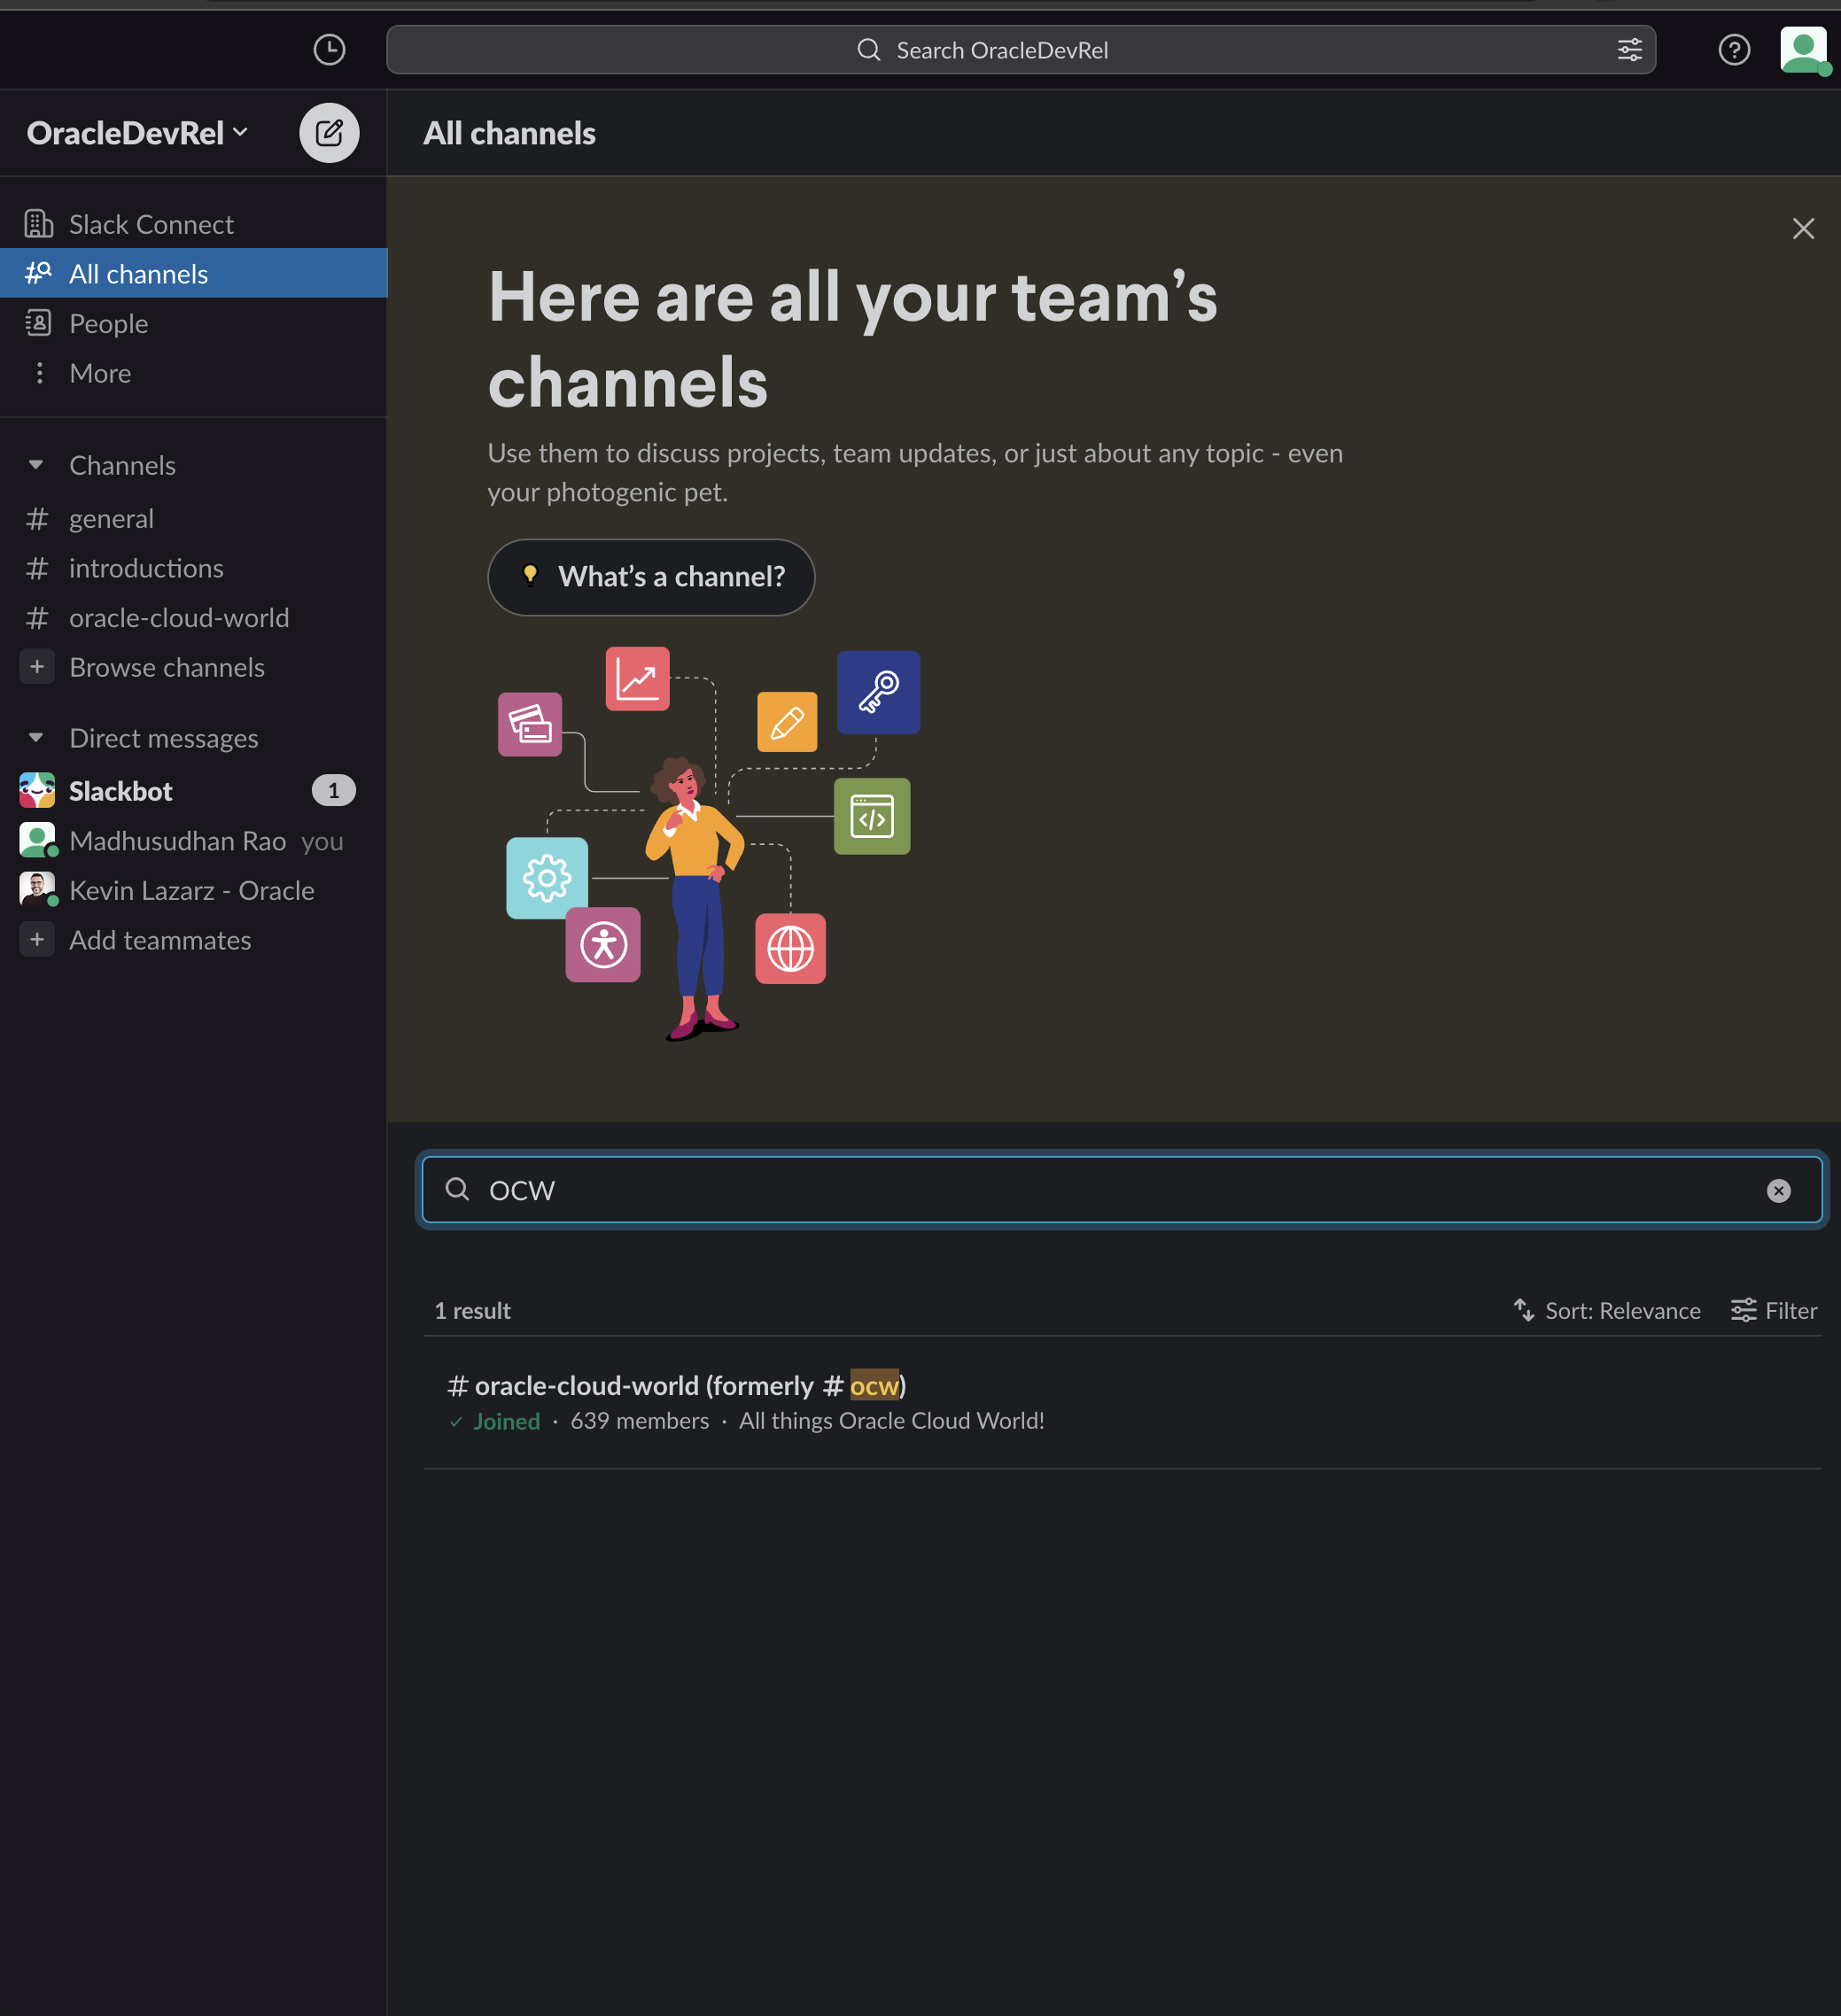 Search OracleDevRel
OracleDevRel
All channels
Slack Connect
All channels
People
More
Channels
# general
# introductions
# oracle-cloud-world
+ Browse channels
Direct messages
Slackbot 1
Madhusudhan Rao you
Kevin Lazarz - Oracle
+ Add teammates
Here are all your team’s
channels
Use them to discuss projects, team updates, or just about any topic - even
your photogenic pet.
What’s a channel?
</>
OCW
1 result
Sort: Relevance Filter
# oracle-cloud-world (formerly # ocw)
✓ Joined · 639 members · All things Oracle Cloud World!